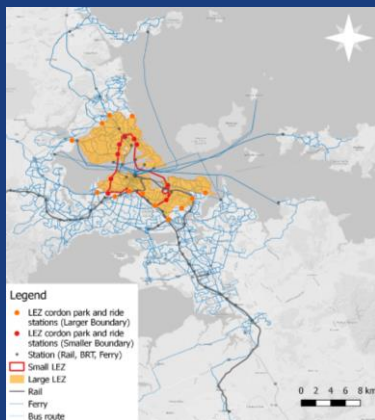 Legend
LEZ cordon park and ride
stations (Larger Boundary)
LEZ cordon park and ride
stations (Smaller Boundary)
Station (Rail, BRT, Ferry)
Small LEZ
Large LEZ
Rail
Ferry
Bus route
0 2 4 6 8 km